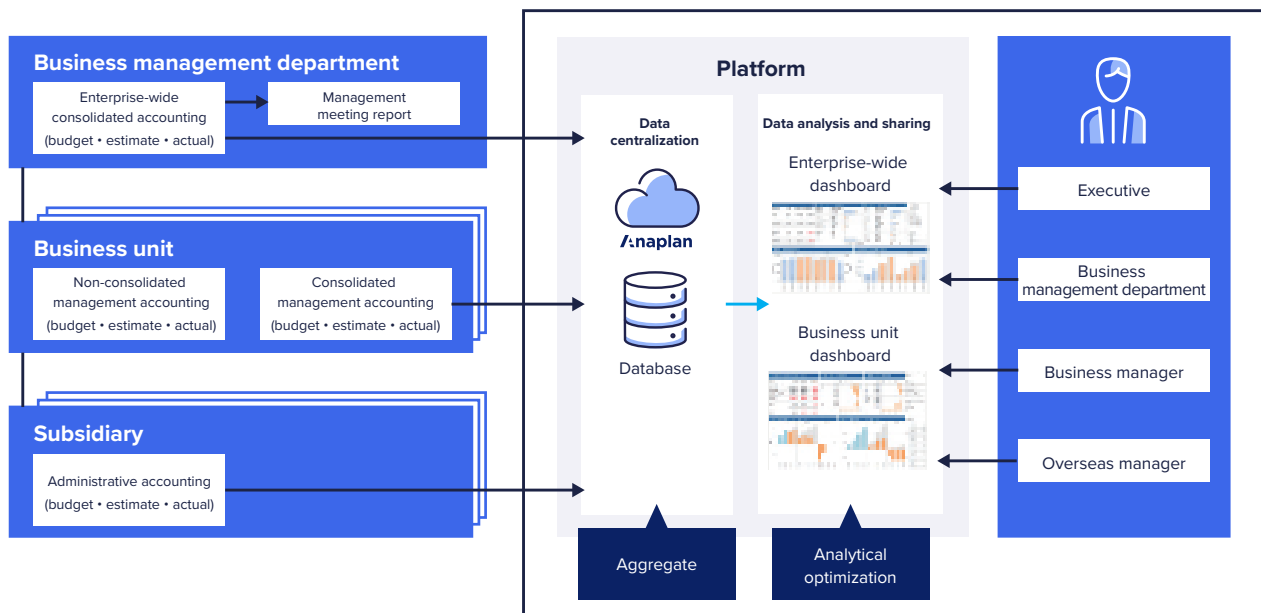 Business management department
Enterprise-wide
consolidated accounting
(budget • estimate • actual)
Management
meeting report
Business unit
Non-consolidated
management accounting
(budget • estimate • actual)
Consolidated
management accounting
(budget • estimate • actual)
Subsidiary
Administrative accounting
(budget • estimate • actual)
Platform
Data
centralization
Anaplan
Database
Data analysis and sharing
Enterprise-wide
dashboard
Business unit
dashboard
Aggregate
Analytical
optimization
Executive
Business
management department
Business manager
Overseas manager